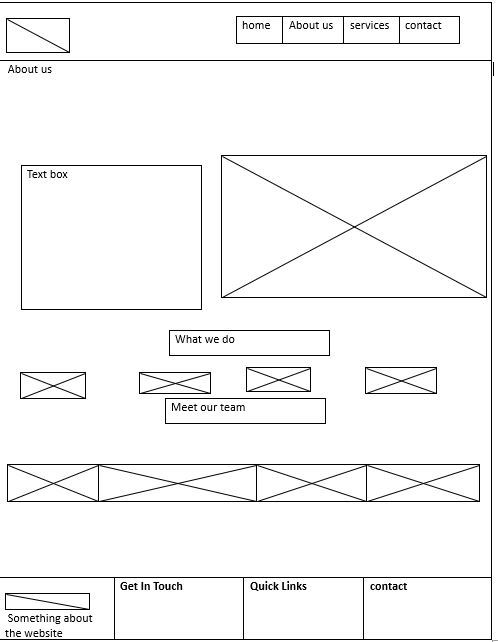 home About us services contact
About us
Text box
What we do
Meet our team
Get In Touch Quick Links contact
Something about
the website